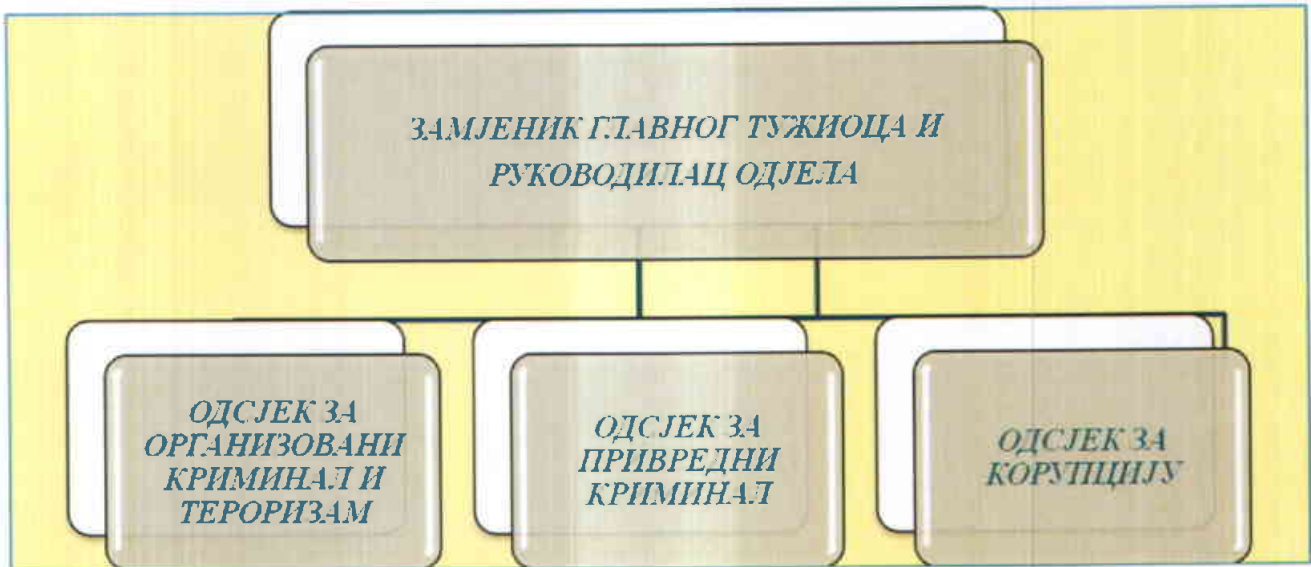 ЗАМЈЕНИК ГЛАВНОГ ТУЖИОЦА И
РУКОВОДИЛАЦ ОДЈЕЛА
ОДСЈЕК ЗА
ОРГАНИЗОВАНИ
КРИМИНАЛ И
ТЕРОРИЗАМ
ОДСЈЕК ЗА
ПРИВРЕДНИ
КРИМИНАЛ
ОДСЈЕК ЗА
КОРУПЦИЈУ